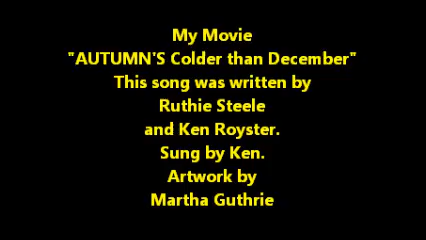 My Movie
"AUTUMN'S Colder than December"
This song was written by
Ruthie Steele
and Ken Royster.
Sung by Ken.
Artwork by
Martha Guthrie